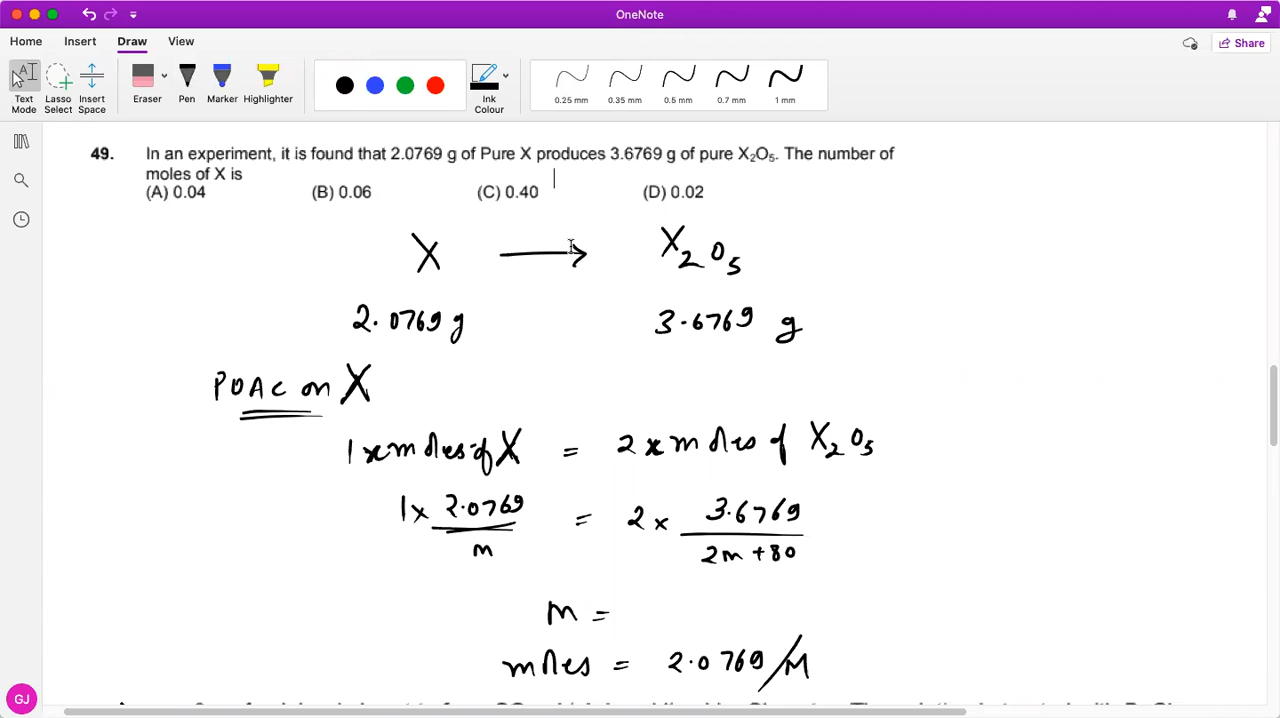 OneNote
Home Insert Draw View
Share
Text Mode
Lasso Select
Insert Space
Eraser
Pen
Marker
Highlighter
Ink Colour
0.25 mm
0.35 mm
0.5 mm
0.7 mm
1 mm
49. In an experiment, it is found that 2.0769 g of Pure X produces 3.6769 g of pure X₂O₅. The number of
moles of X is
(A) 0.04 (B) 0.06 (C) 0.40 (D) 0.02
X ⟶ X₂O₅
2.0769 g 3.6769 g
POAC on X
1 x moles of X = 2 x moles of X₂O₅
1 x 2.0769/m = 2 x 3.6769/2m + 80
m =
moles = 2.0769/M
GJ